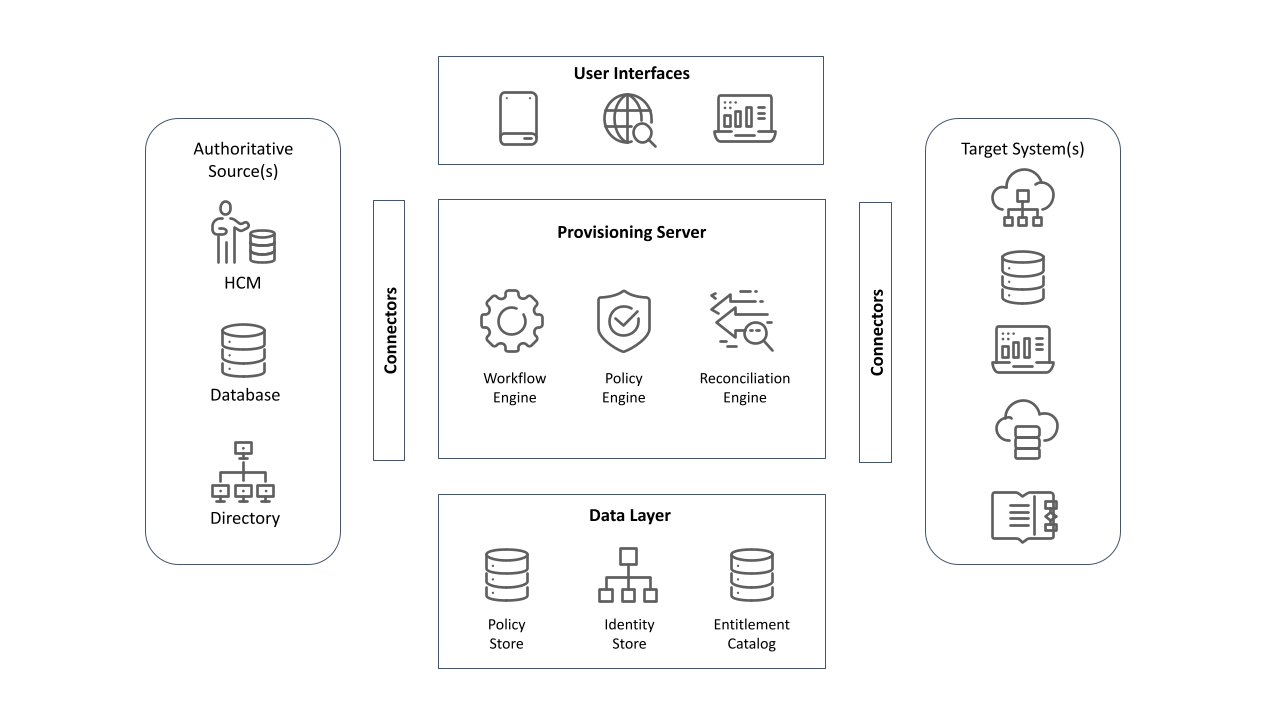 User Interfaces
Authoritative
Source(s)
HCM
Database
Directory
Connectors
Provisioning Server
Workflow
Engine
Policy
Engine
Reconciliation
Engine
Data Layer
Policy
Store
Identity
Store
Entitlement
Catalog
Connectors
Target System(s)